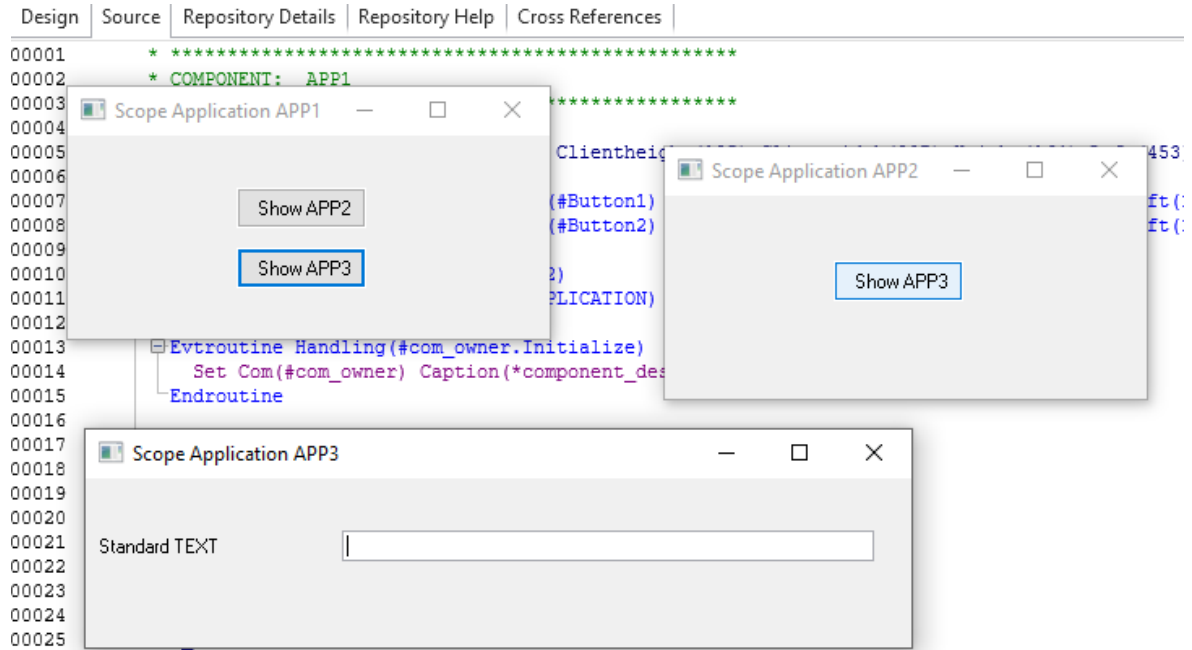 Design Source Repository Details Repository Help Cross References
00001 * **************************************************
00002 * COMPONENT: APP1
00003 *****************
Scope Application APP1
00004
00005 Clientheig 453
Scope Application APP2
00006
00007 (#Button1) ft(
Show APP2
00008 (#Button2) ft(
00009
00010 2)
Show APP3
00011 PLICATION)
Show APP3
00012
00013 Evtroutine Handling(#com_owner.Initialize)
00014 Set Com(#com_owner) Caption(*component_des
00015 Endroutine
00016
00017
Scope Application APP3
00018
00019
00020
00021
Standard TEXT
00022
00023
00024
00025